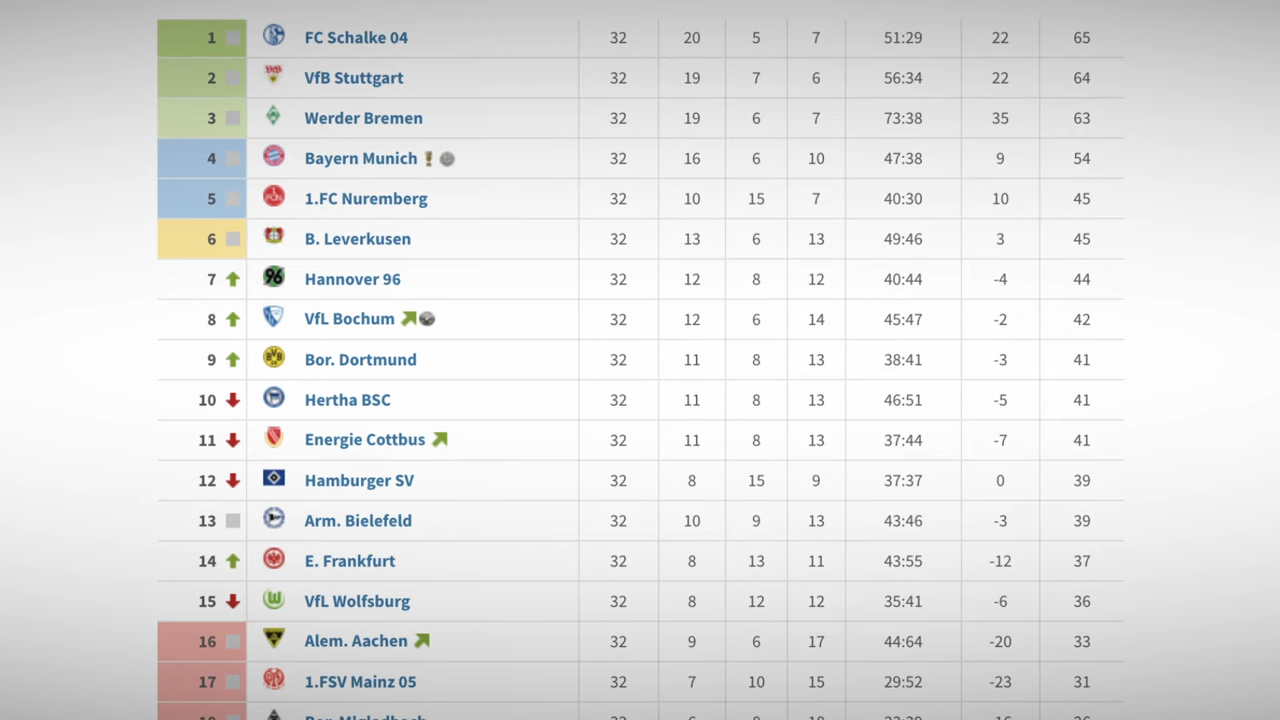 1 FC Schalke 04 32 20 5 7 51:29 22 65
2 VfB Stuttgart 32 19 7 6 56:34 22 64
3 Werder Bremen 32 19 6 7 73:38 35 63
4 Bayern Munich 32 16 6 10 47:38 9 54
5 1.FC Nuremberg 32 10 15 7 40:30 10 45
6 B. Leverkusen 32 13 6 13 49:46 3 45
7 96 Hannover 96 32 12 8 12 40:44 -4 44
8 VfL Bochum 32 12 6 14 45:47 -2 42
9 BVB Bor. Dortmund 32 11 8 13 38:41 -3 41
10 Hertha BSC 32 11 8 13 46:51 -5 41
11 Energie Cottbus 32 11 8 13 37:44 -7 41
12 Hamburger SV 32 8 15 9 37:37 0 39
13 Arm. Bielefeld 32 10 9 13 43:46 -3 39
14 E. Frankfurt 32 8 13 11 43:55 -12 37
15 VfL Wolfsburg 32 8 12 12 35:41 -6 36
16 Alem. Aachen 32 9 6 17 44:64 -20 33
17 1.FSV Mainz 05 32 7 10 15 29:52 -23 31